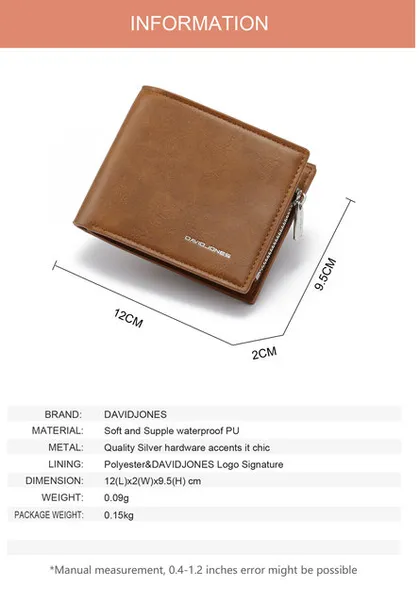 INFORMATION
DAVIDJONES
12CM
2CM
9.5CM
BRAND: DAVIDJONES
MATERIAL: Soft and Supple waterproof PU
METAL: Quality Silver hardware accents it chic
LINING: Polyester&DAVIDJONES Logo Signature
DIMENSION: 12(L)x2(W)x9.5(H) cm
WEIGHT: 0.09g
PACKAGE WEIGHT: 0.15kg
*Manual measurement, 0.4-1.2 inches error might be possible